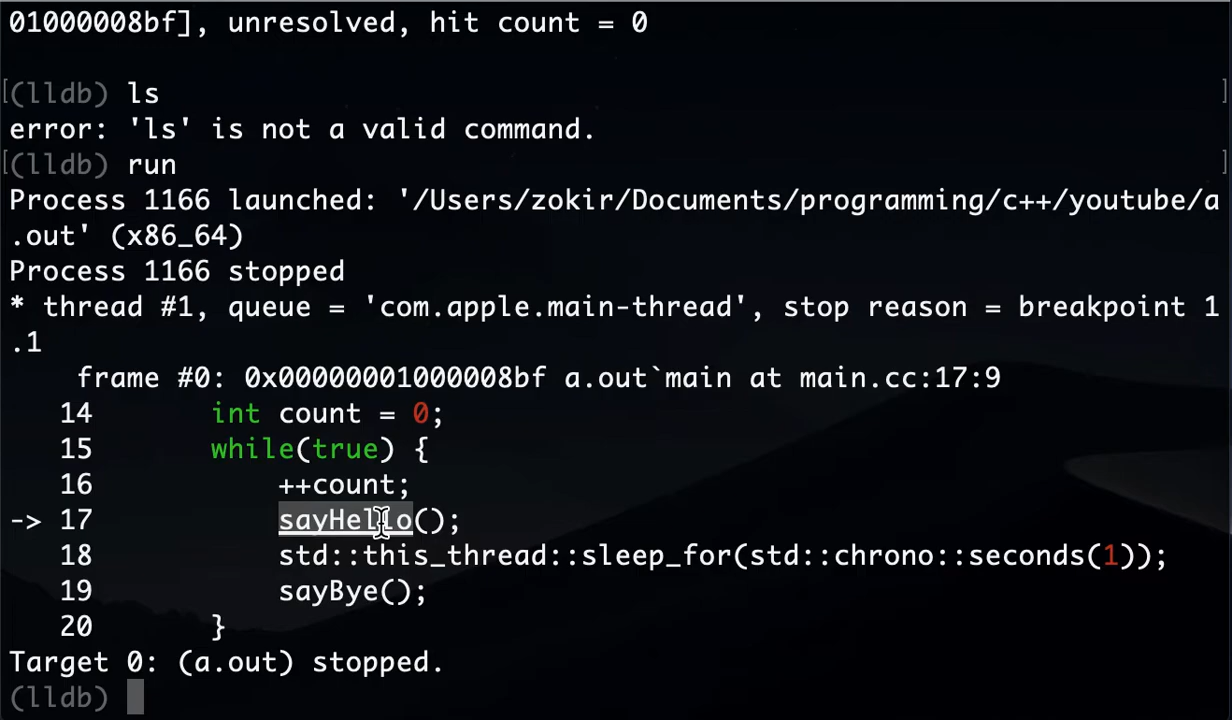 01000008bf], unresolved, hit count = 0
[(lldb) ls ]
error: 'ls' is not a valid command.
[(lldb) run ]
Process 1166 launched: '/Users/zokir/Documents/programming/c++/youtube/a
.out' (x86_64)
Process 1166 stopped
* thread #1, queue = 'com.apple.main-thread', stop reason = breakpoint 1
.1
    frame #0: 0x00000001000008bf a.out`main at main.cc:17:9
   14       int count = 0;
   15       while(true) {
   16           ++count;
-> 17           sayHello();
   18           std::this_thread::sleep_for(std::chrono::seconds(1));
   19           sayBye();
   20       }
Target 0: (a.out) stopped.
(lldb)